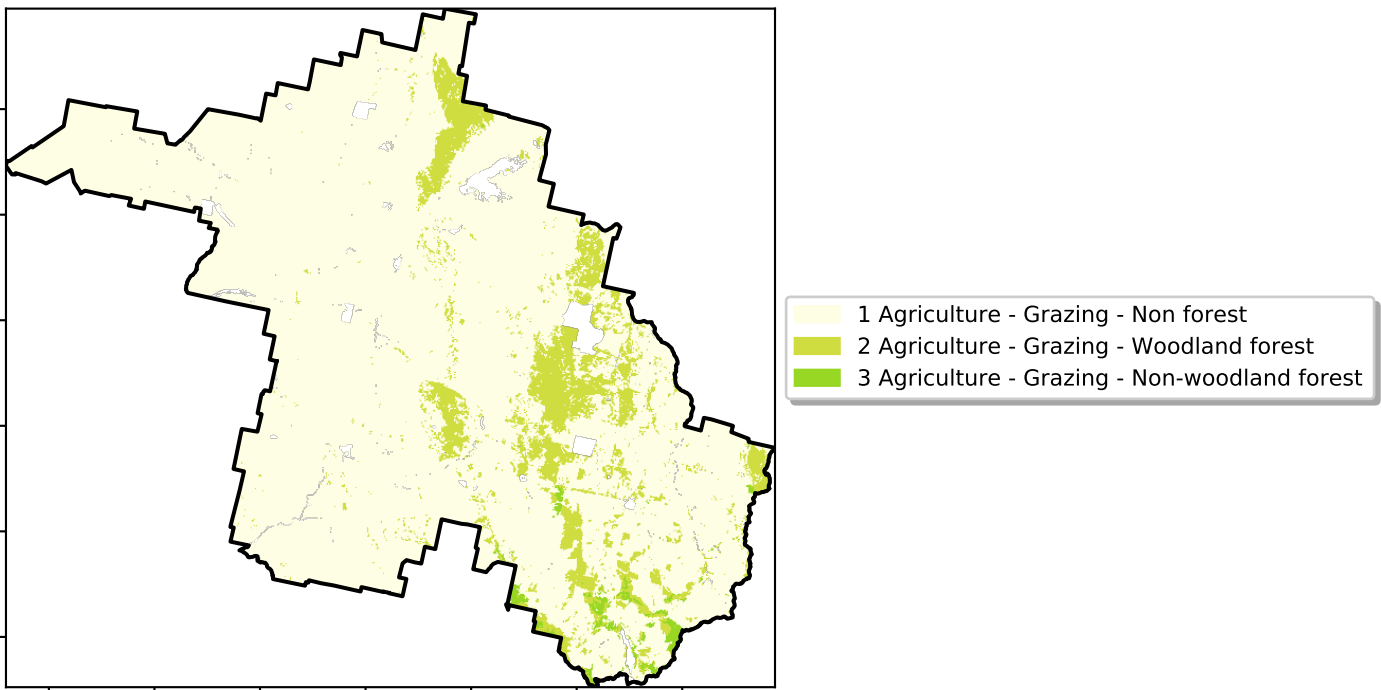 1 Agriculture - Grazing - Non forest
2 Agriculture - Grazing - Woodland forest
3 Agriculture - Grazing - Non-woodland forest